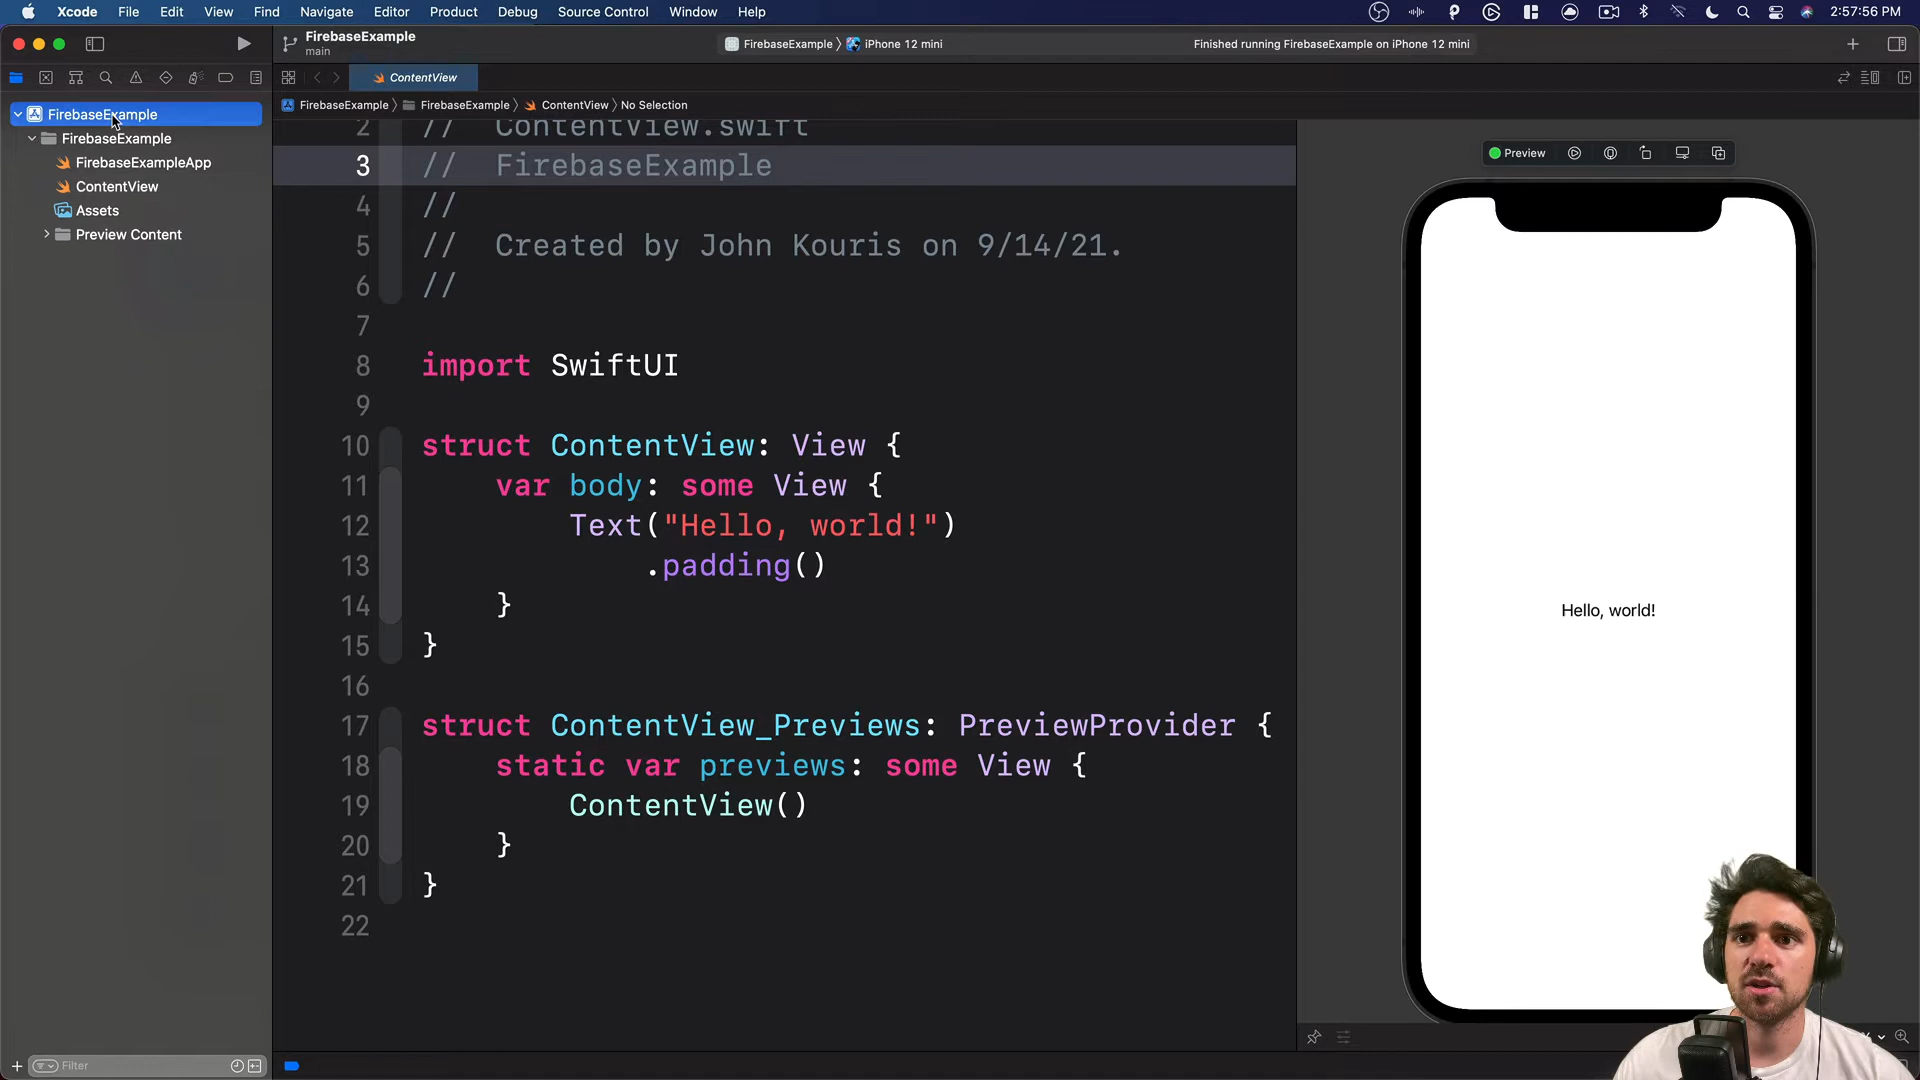 Xcode File Edit View Find Navigate Editor Product Debug Source Control Window Help 2:57:56 PM
FirebaseExample
main
FirebaseExample iPhone 12 mini
Finished running FirebaseExample on iPhone 12 mini
ContentView
FirebaseExample FirebaseExample ContentView No Selection
FirebaseExample
FirebaseExample
FirebaseExampleApp
ContentView
Assets
Preview Content
Filter
2 // ContentView.swift
3 // FirebaseExample
4 //
5 // Created by John Kouris on 9/14/21.
6 //
7
8 import SwiftUI
9
10 struct ContentView: View {
11 var body: some View {
12 Text("Hello, world!")
13 .padding()
14 }
15 }
16
17 struct ContentView_Previews: PreviewProvider {
18 static var previews: some View {
19 ContentView()
20 }
21 }
22
Preview
Hello, world!